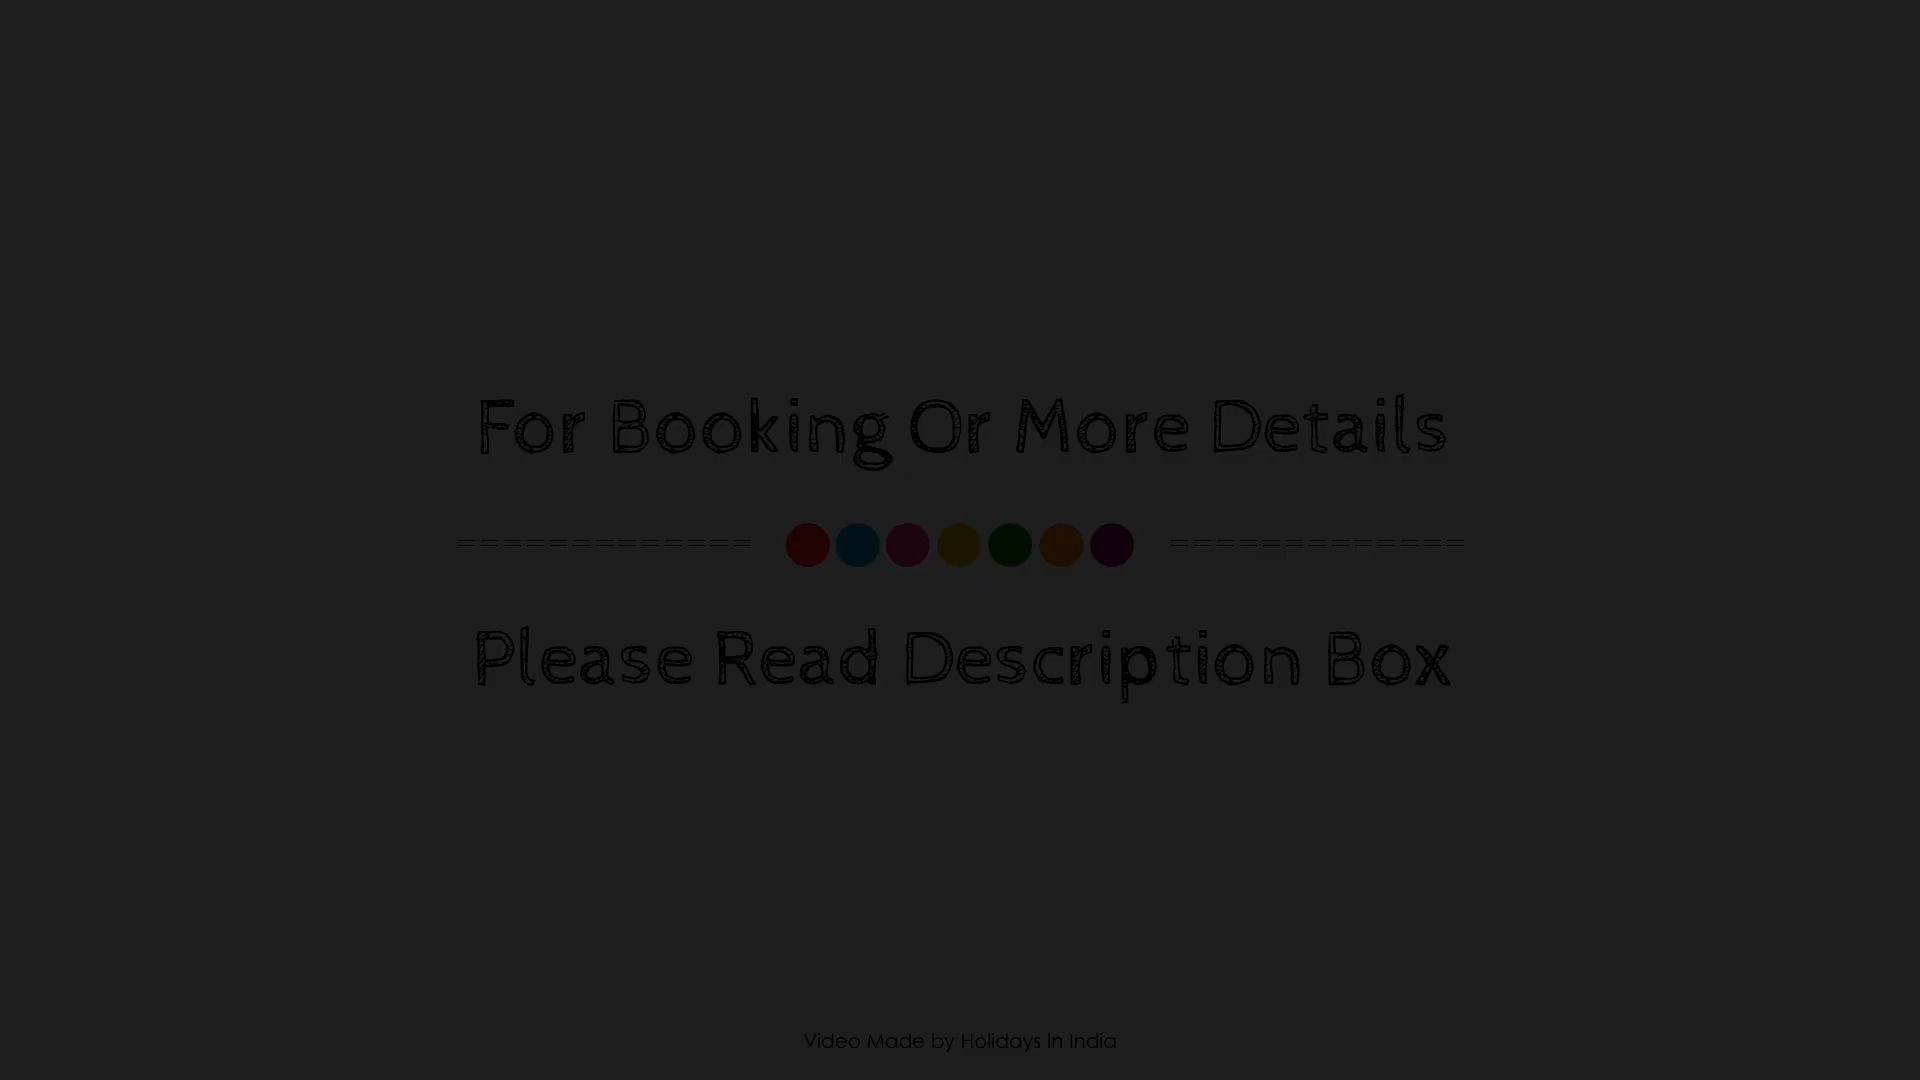 For Booking Or More Details
============= =============
Please Read Description Box
Video Made by Holidays In India